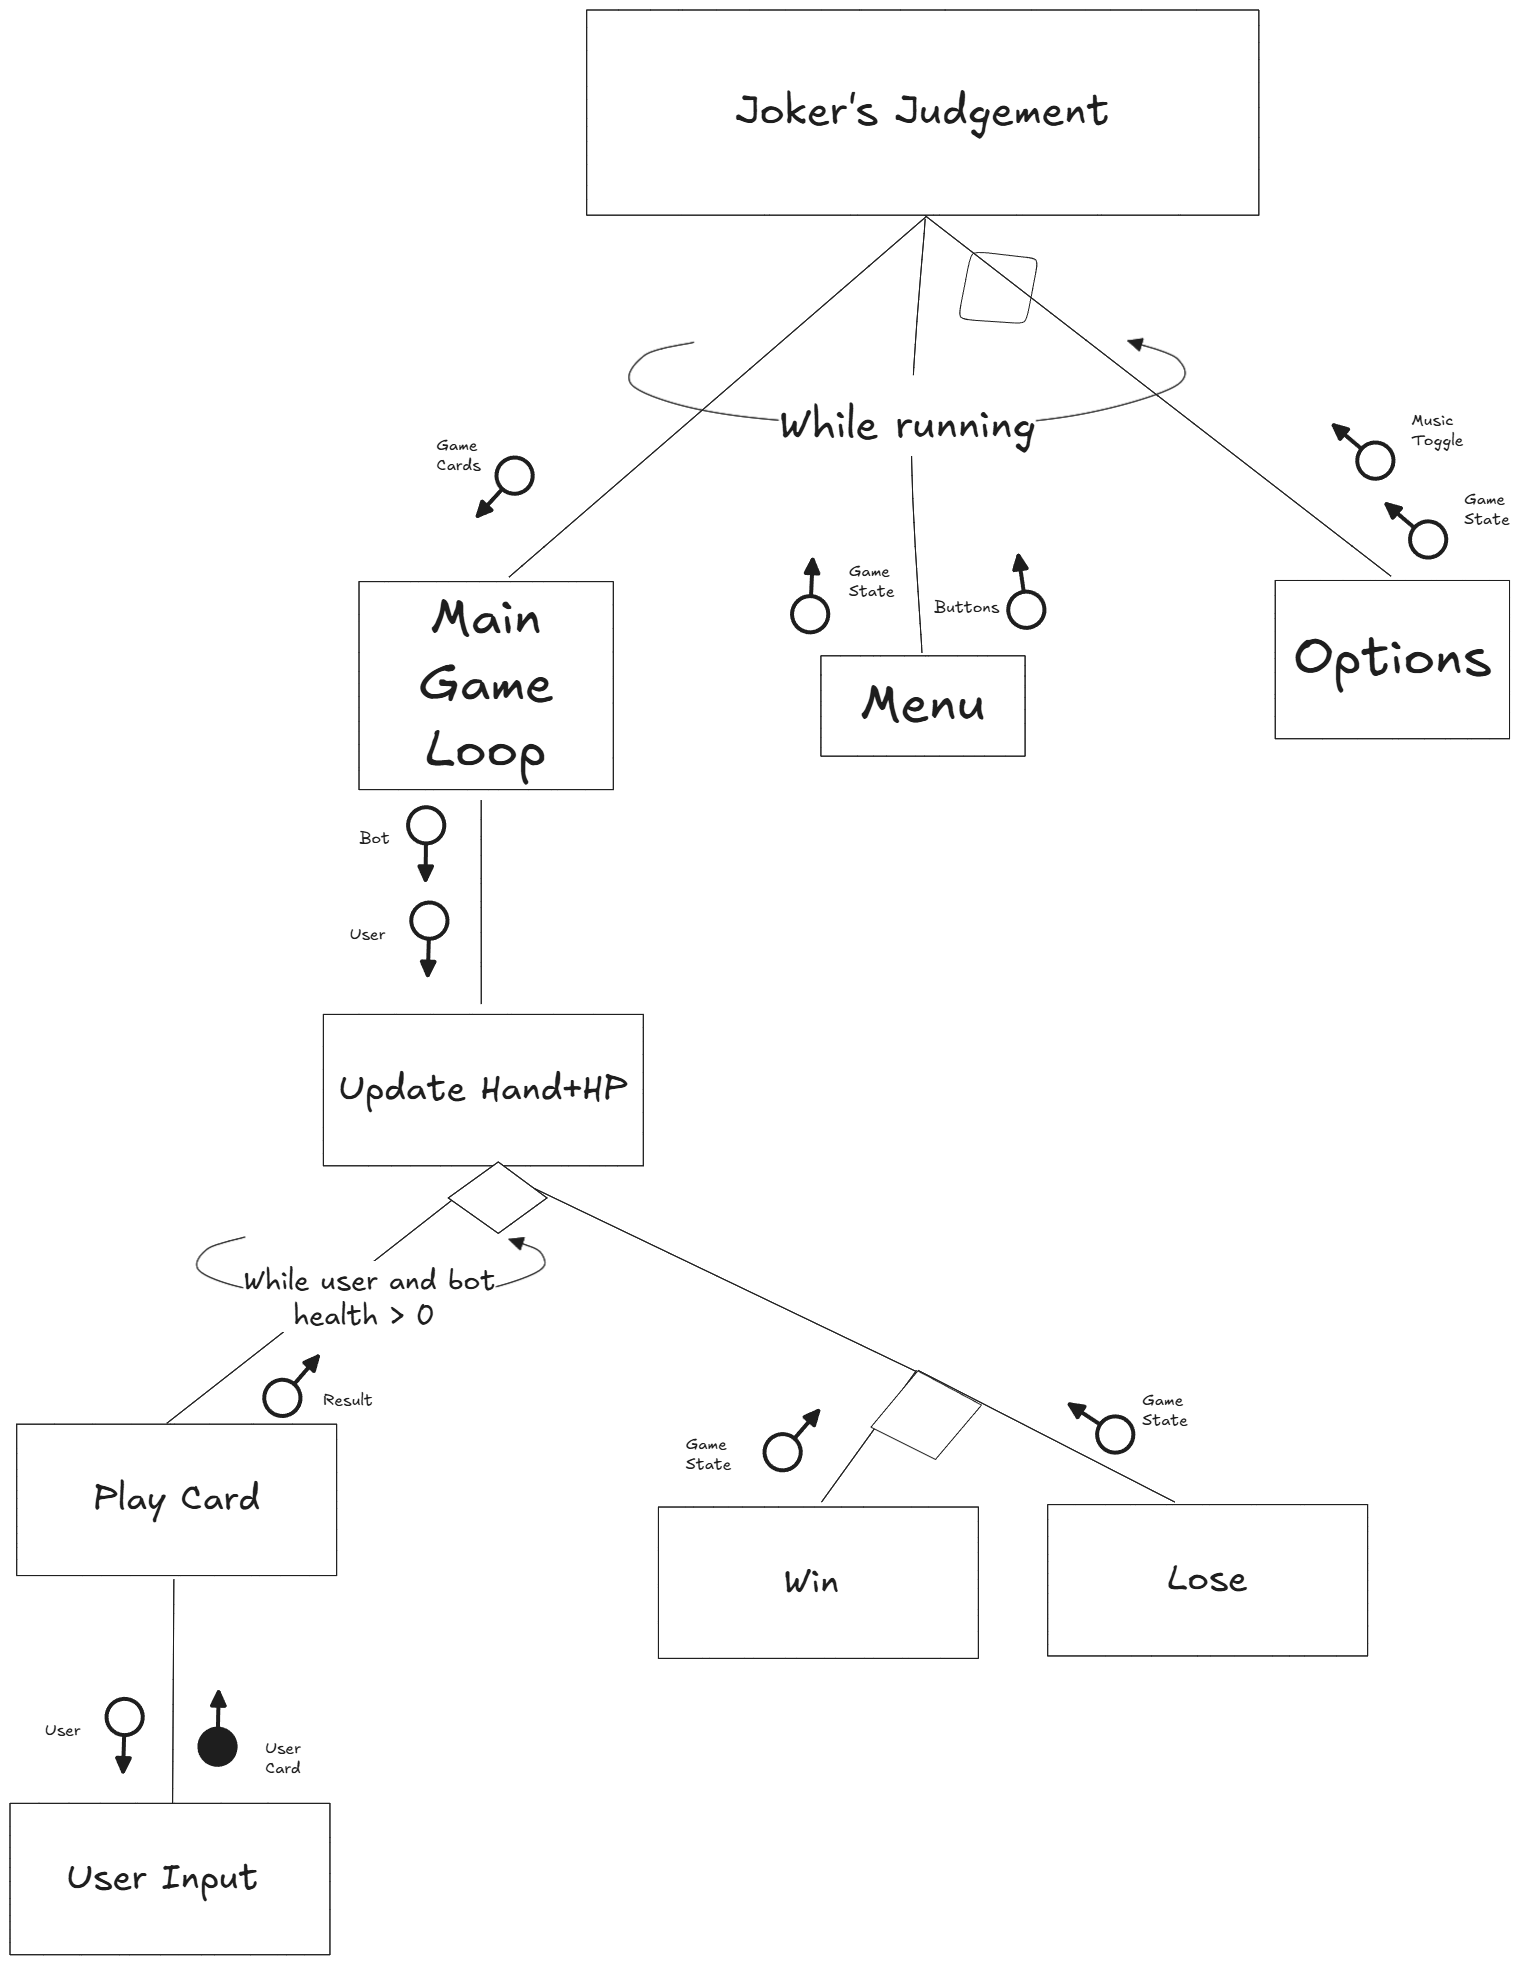 Joker's Judgement
While running
Game
Cards
Music
Toggle
Game
State
Game
State
Buttons
Main
Game
Loop
Menu
Options
Bot
User
Update Hand+HP
While user and bot
health > 0
Result
Game
State
Game
State
Play Card
Win
Lose
User
User
Card
User Input